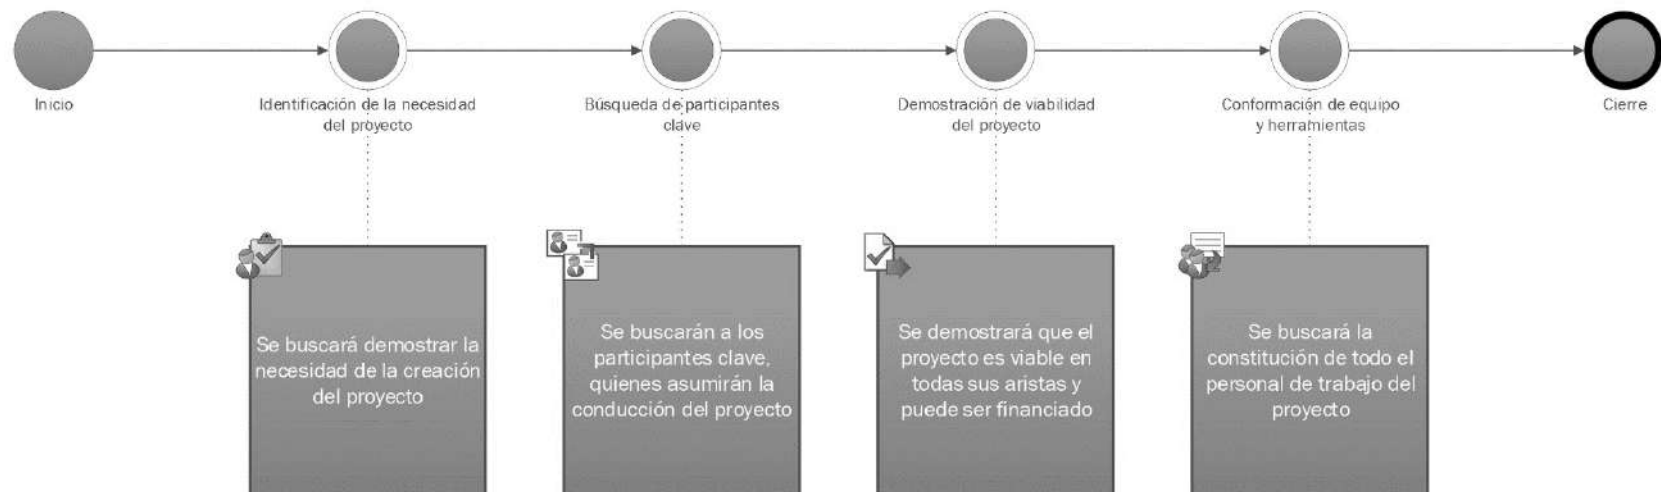 Inicio
Identificación de la necesidad
del proyecto
Búsqueda de participantes
clave
Demostración de viabilidad
del proyecto
Conformación de equipo
y herramientas
Cierre
Se buscará demostrar la
necesidad de la creación
del proyecto
Se buscarán a los
participantes clave,
quienes asumirán la
conducción del proyecto
Se demostrará que el
proyecto es viable en
todas sus aristas y
puede ser financiado
Se buscará la
constitución de todo el
personal de trabajo del
proyecto